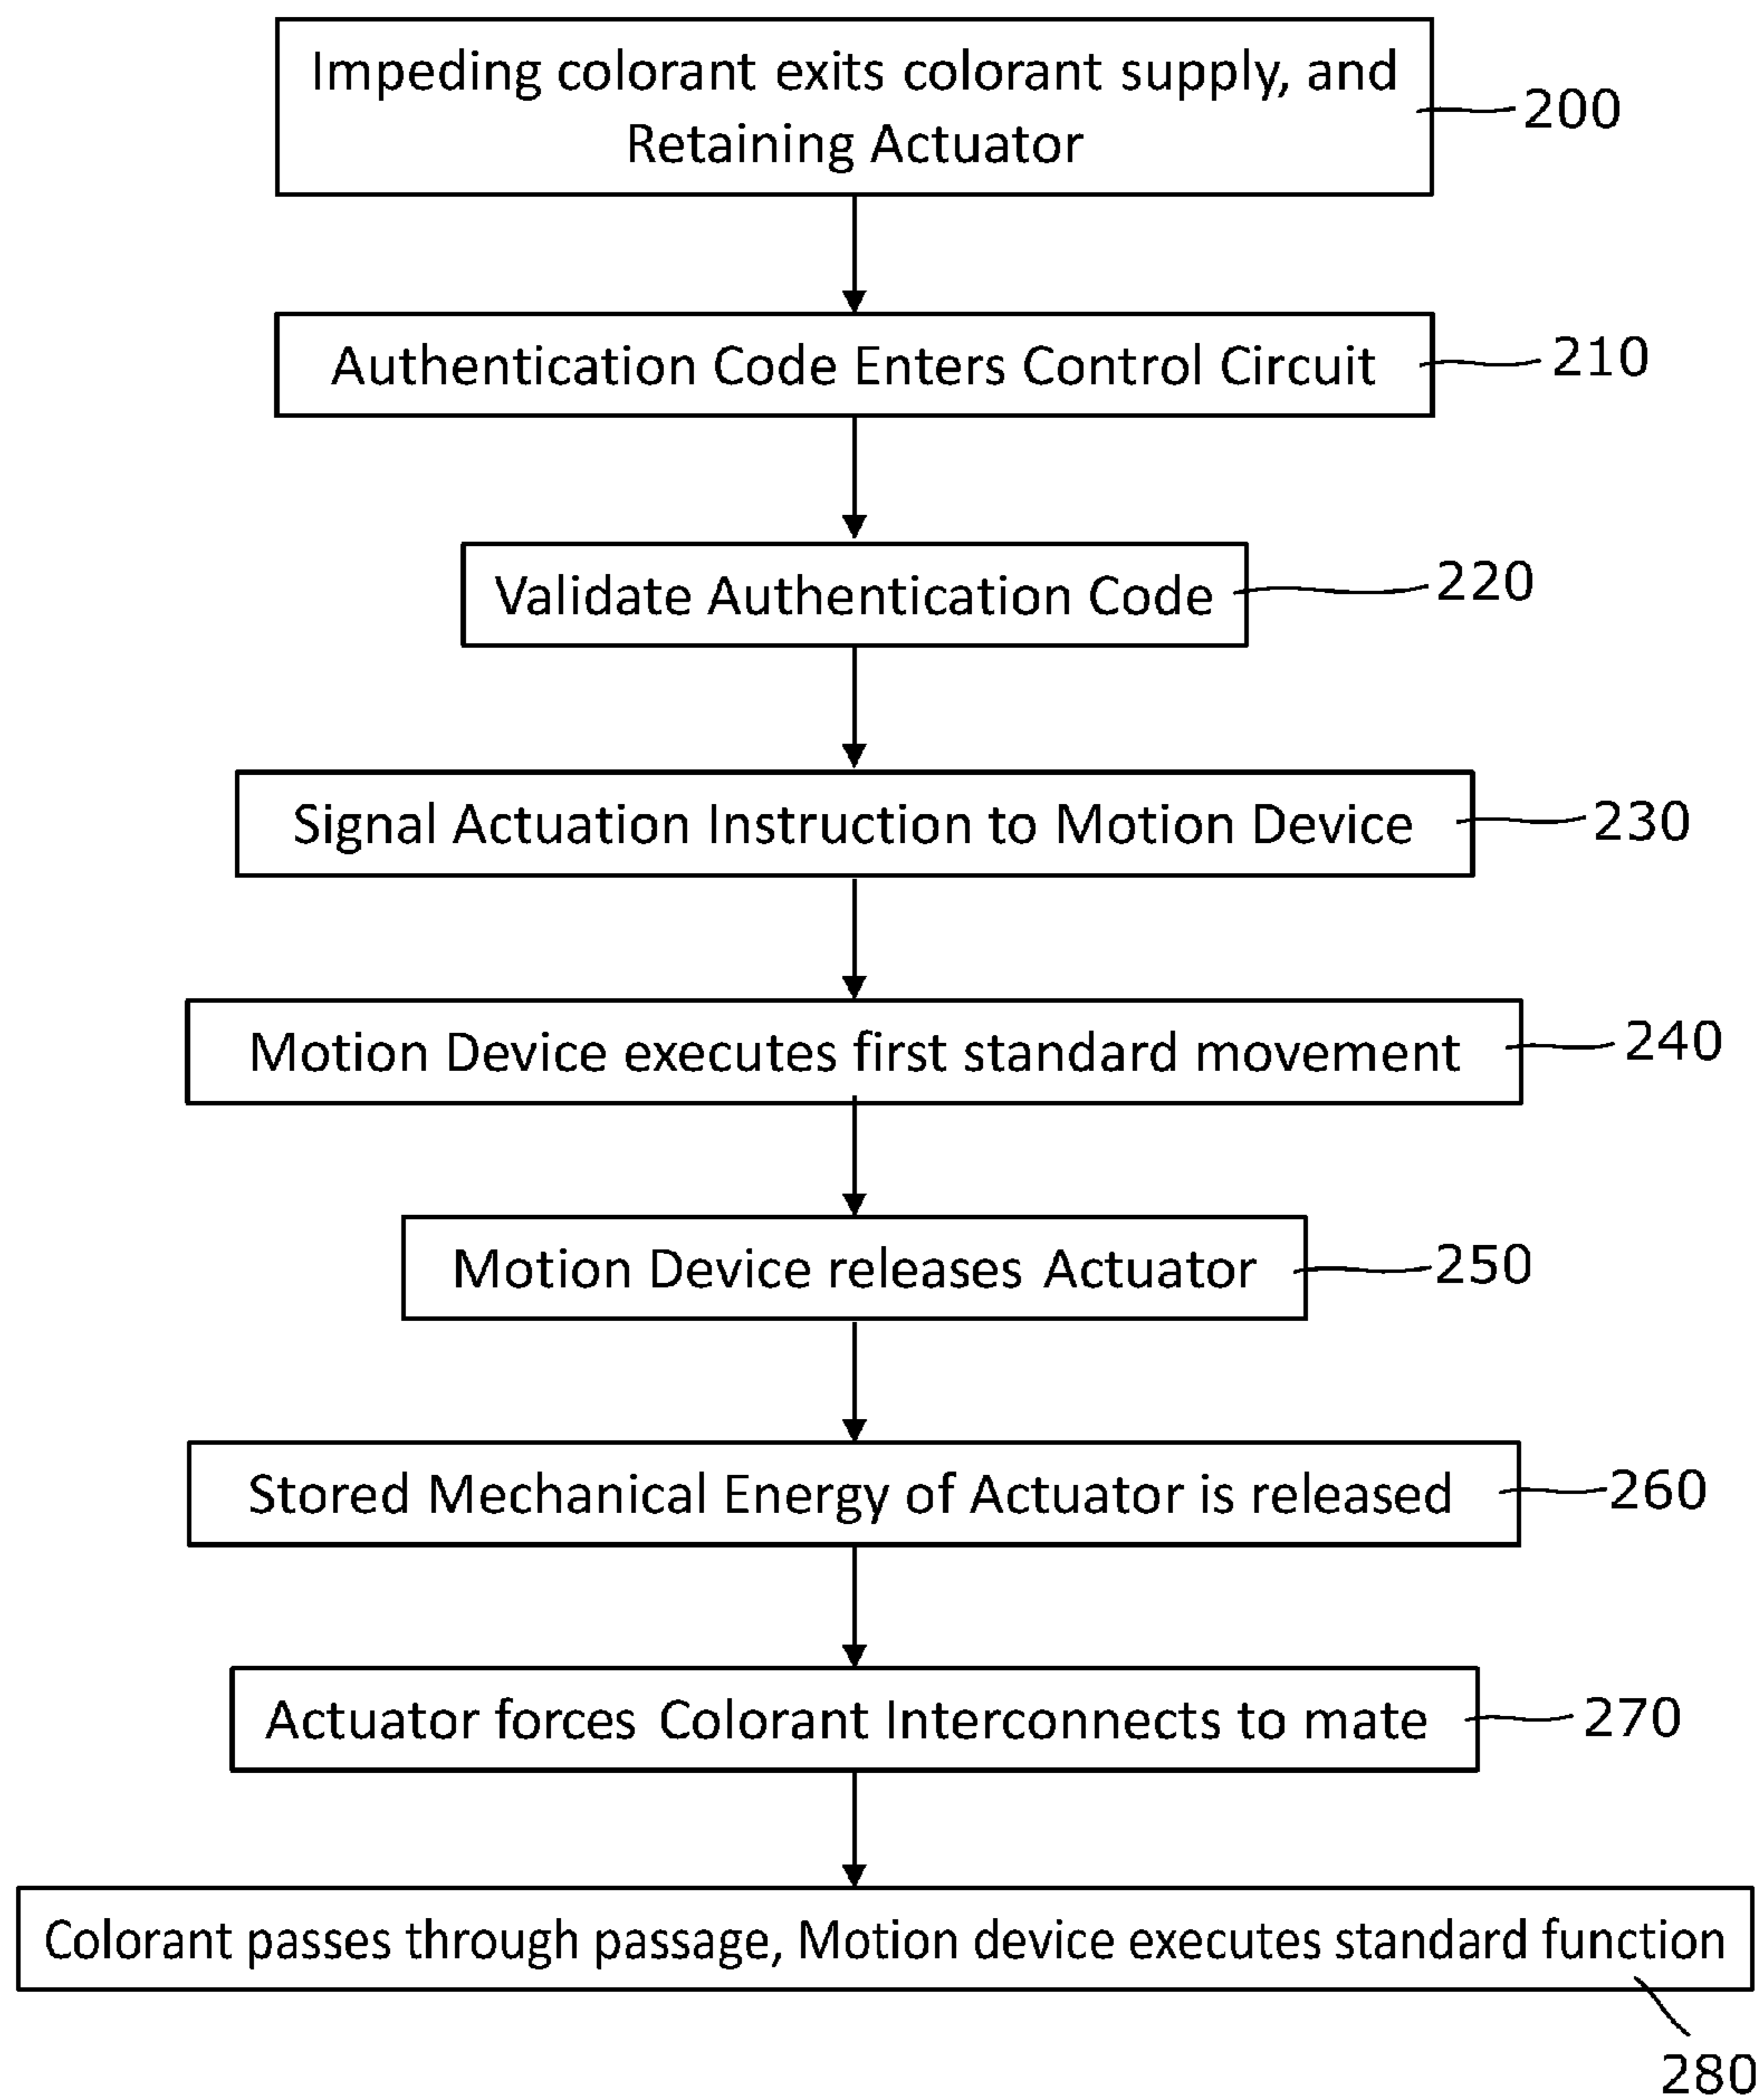 Impeding colorant exits colorant supply, and
Retaining Actuator
200
Authentication Code Enters Control Circuit
210
Validate Authentication Code
220
Signal Actuation Instruction to Motion Device
230
Motion Device executes first standard movement
240
Motion Device releases Actuator
250
Stored Mechanical Energy of Actuator is released
260
Actuator forces Colorant Interconnects to mate
270
Colorant passes through passage, Motion device executes standard function
280